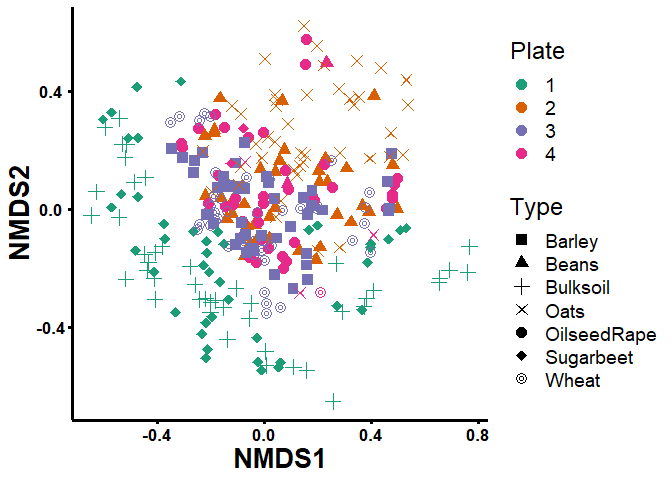 NMDS2
0.4
0.0
-0.4
-0.4
0.0
0.4
0.8
NMDS1
Plate
1
2
3
4
Type
Barley
Beans
Bulksoil
Oats
OilseedRape
Sugarbeet
Wheat